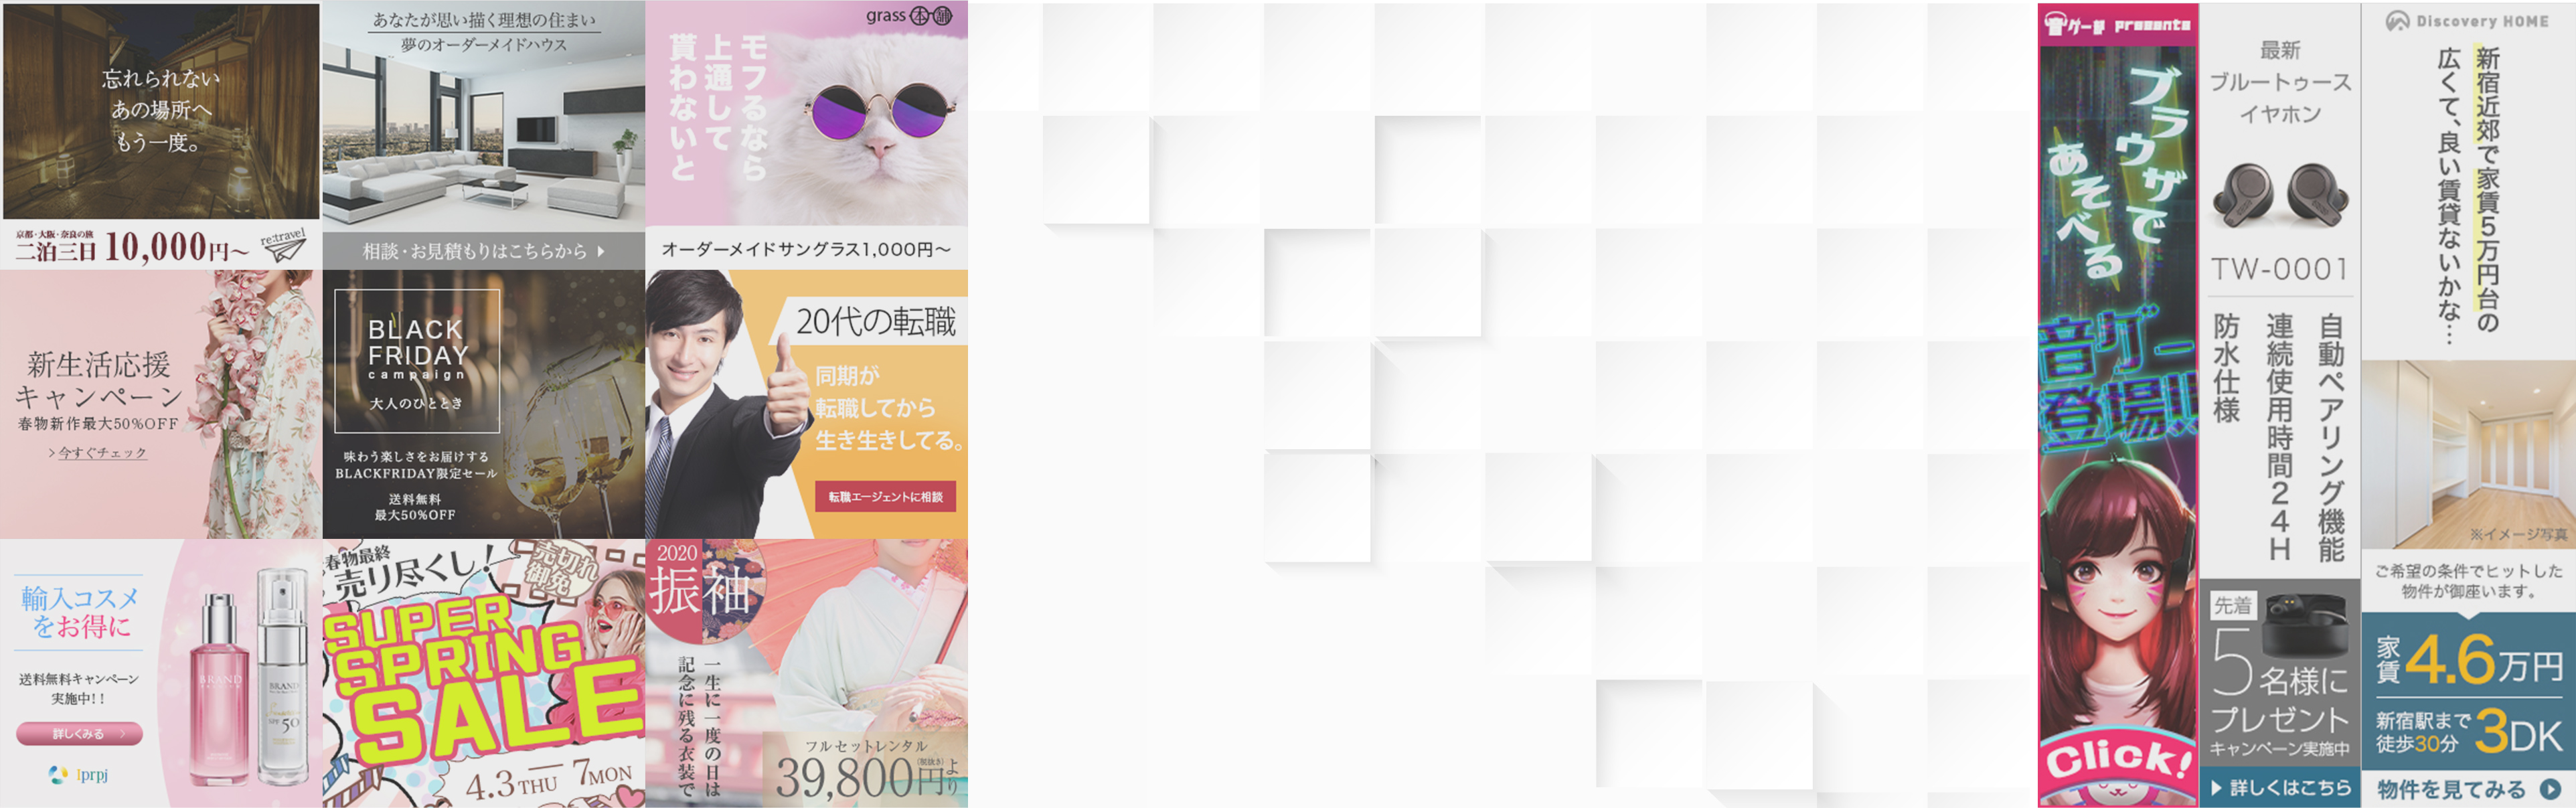 忘れられない
あの場所へ
もう一度。
京都・大阪・奈良の旅
二泊三日 10,000円～
re:travel
あなたが思い描く理想の住まい
夢のオーダーメイドハウス
相談・お見積もりはこちらから
grass 本舗
モフるなら
上通して
貰わないと
オーダーメイドサングラス1,000円～
新生活応援
キャンペーン
春物新作最大50%OFF
今すぐチェック
BLACK
FRIDAY
campaign
大人のひととき
味わう楽しさをお届けする
BLACKFRIDAY限定セール
送料無料
最大50%OFF
20代の転職
同期が
転職してから
生き生きしてる。
転職エージェントに相談
輸入コスメ
をお得に
送料無料キャンペーン
実施中!!
詳しくみる
1prpj
BRAND
BRAND
SPF 50
春物最終
売り尽くし!
売切れ
御免
SUPER
SPRING
SALE
4.3 THU ー 7MON
2020
振袖
一生に一度の日は
記念に残る衣装で
フルセットレンタル
39,800円(税抜き)より
音ゲード presents
ブラウザで
あそべる
音ゲー
登場!!
Click!
最新
ブルートゥース
イヤホン
TW-0001
自動ペアリング機能
連続使用時間24H
防水仕様
先着
5名様に
プレゼント
キャンペーン実施中
詳しくはこちら
Discovery HOME
新宿近郊で家賃5万円台の
広くて、良い賃貸ないかな…
※イメージ写真
ご希望の条件でヒットした
物件が御座います。
家賃 4.6万円
新宿駅まで
徒歩30分 3DK
物件を見てみる